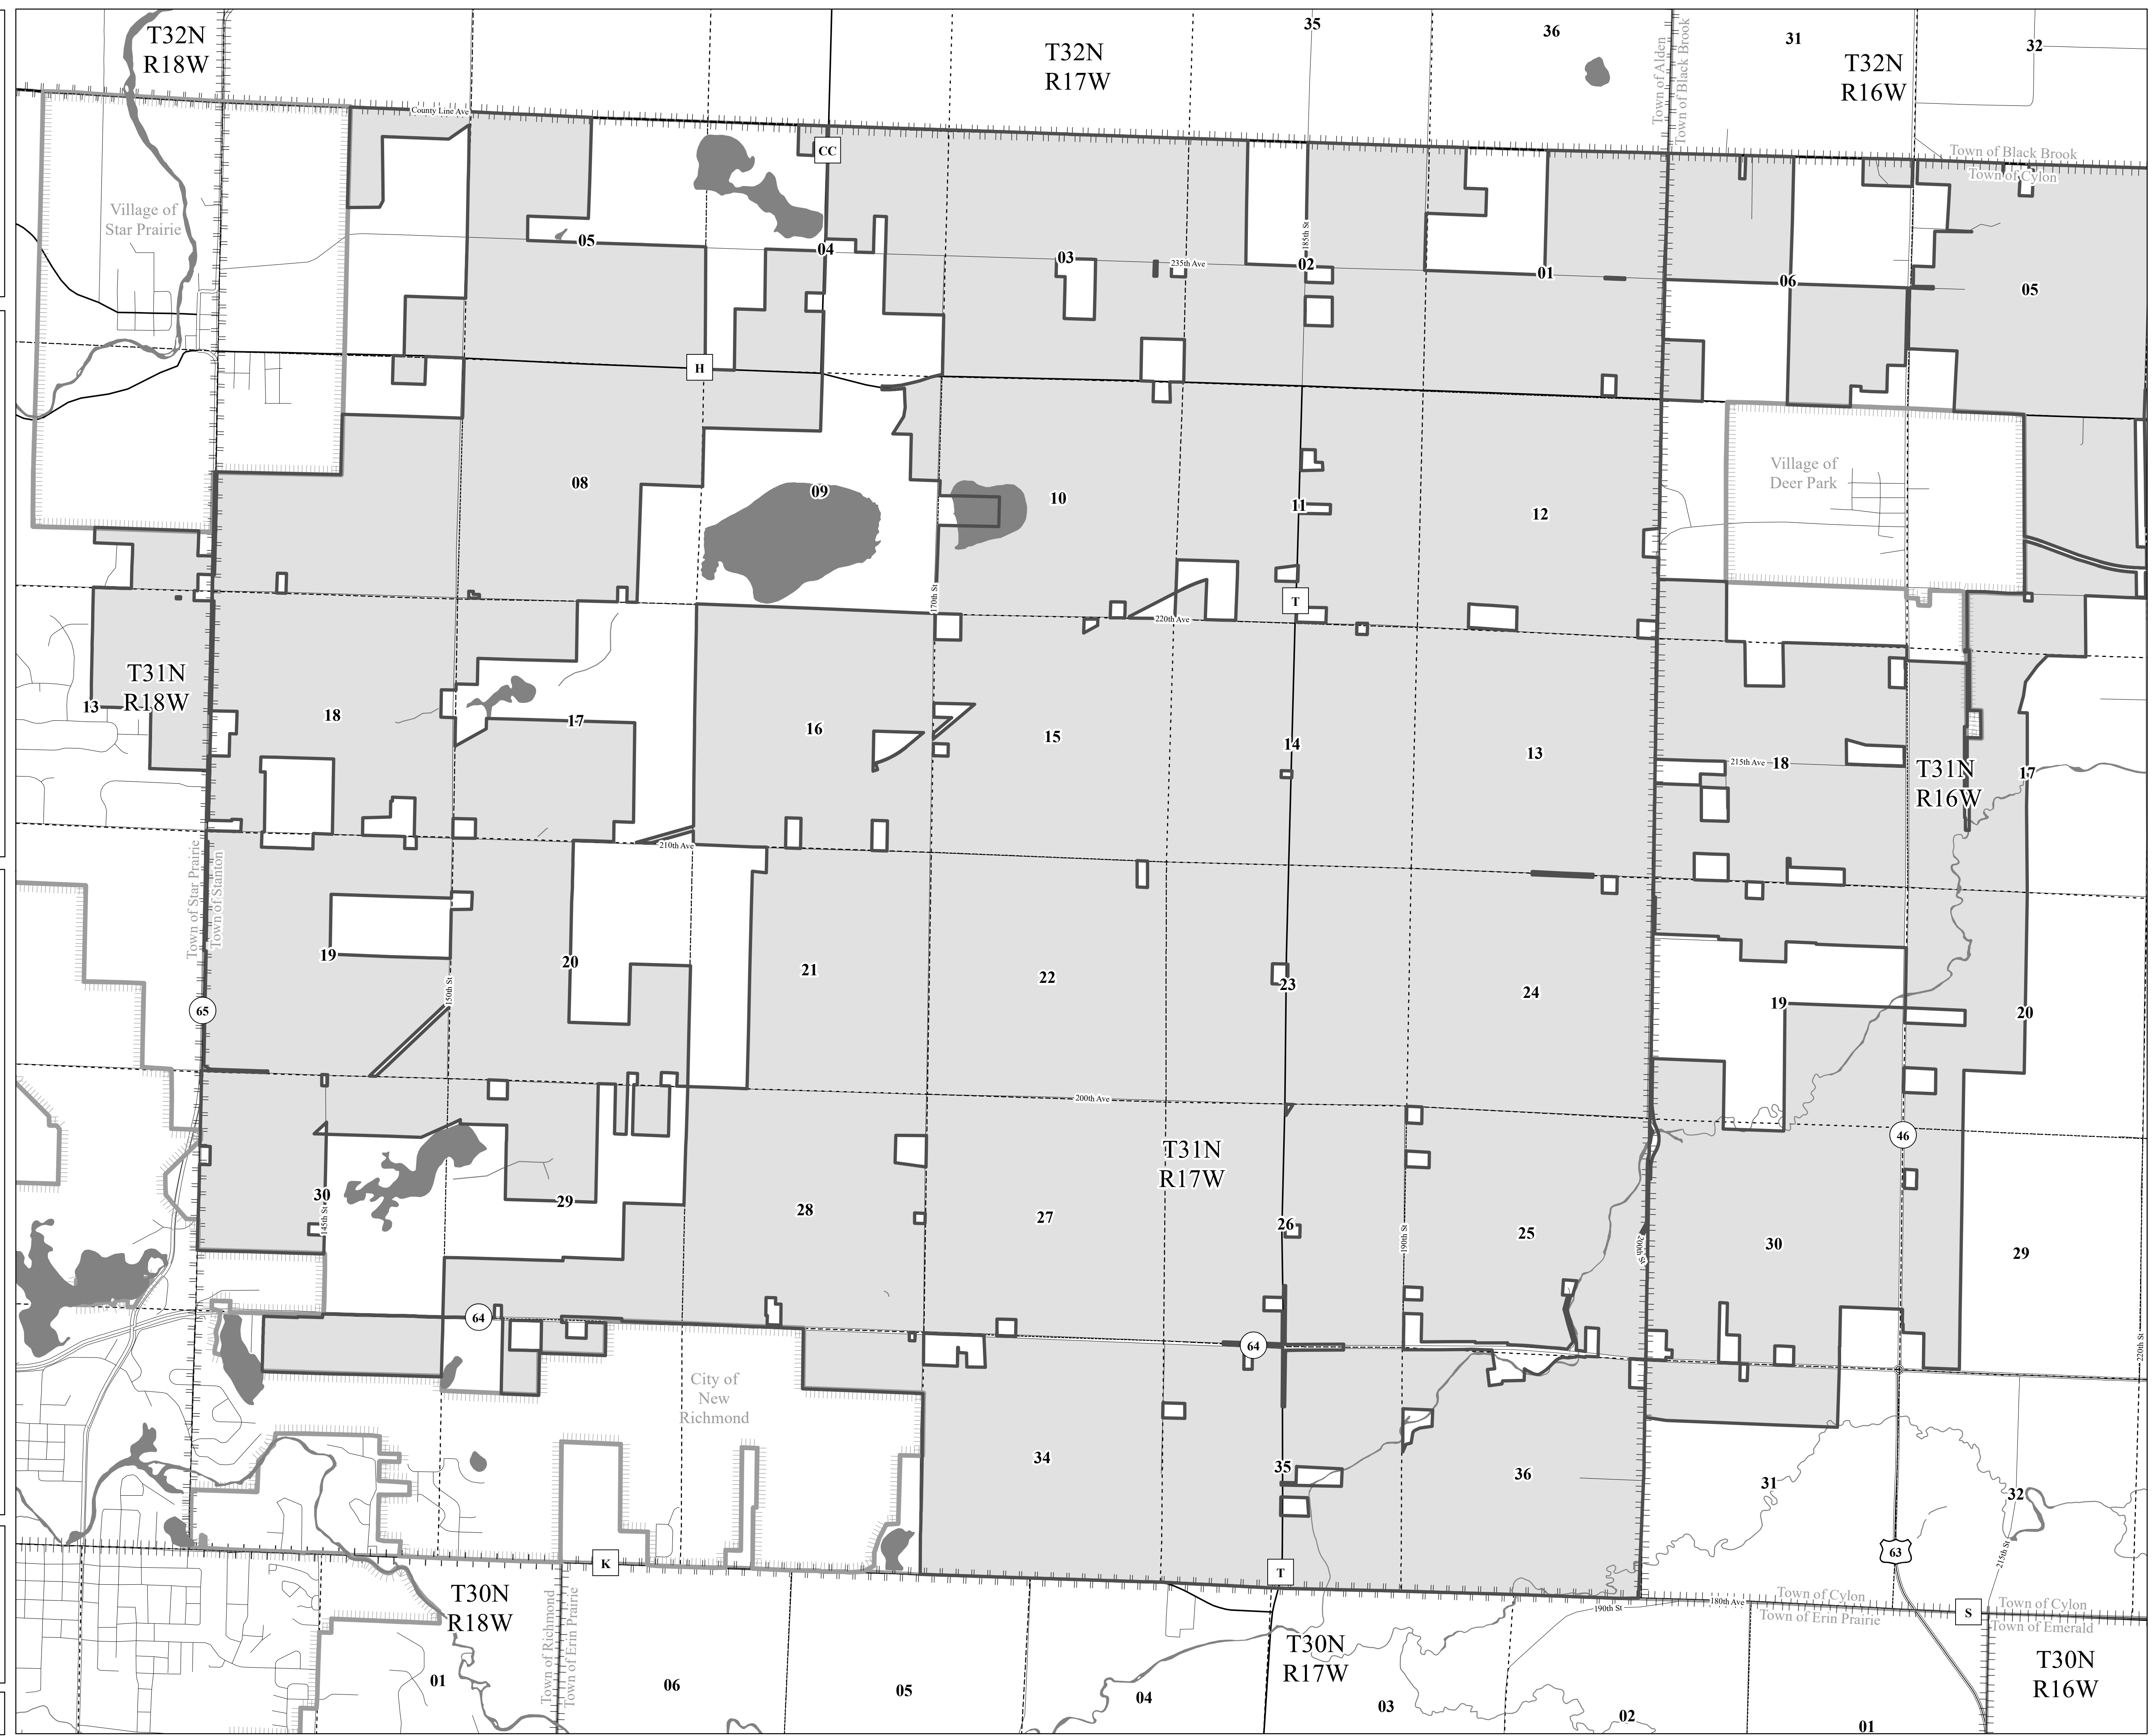 35
36
31
32
T32N
R18W
T32N
R17W
T32N
R16W
Town of Alden
Town of Black Brook
County Line Ave
CC
Town of Black Brook
Town of Cylon
Village of
Star Prairie
05
04
03
235th Ave
185th St
02
01
06
05
H
08
09
10
11
12
Village of
Deer Park
170th St
T
220th Ave
T31N
R18W
13
18
17
16
15
14
13
215th Ave
18
T31N
R16W
17
210th Ave
Town of Star Prairie
Town of Stanton
19
20
21
22
23
24
19
20
150th St
65
200th Ave
T31N
R17W
46
30
145th St
29
28
27
26
190th St
25
200th St
30
29
64
64
220th St
City of
New
Richmond
34
35
36
31
32
K
T
63
215th St
T30N
R18W
Town of Richmond
Town of Erin Prairie
190th St
180th Ave
Town of Cylon
Town of Erin Prairie
S
Town of Cylon
Town of Emerald
T30N
R17W
T30N
R16W
01
06
05
04
03
02
01